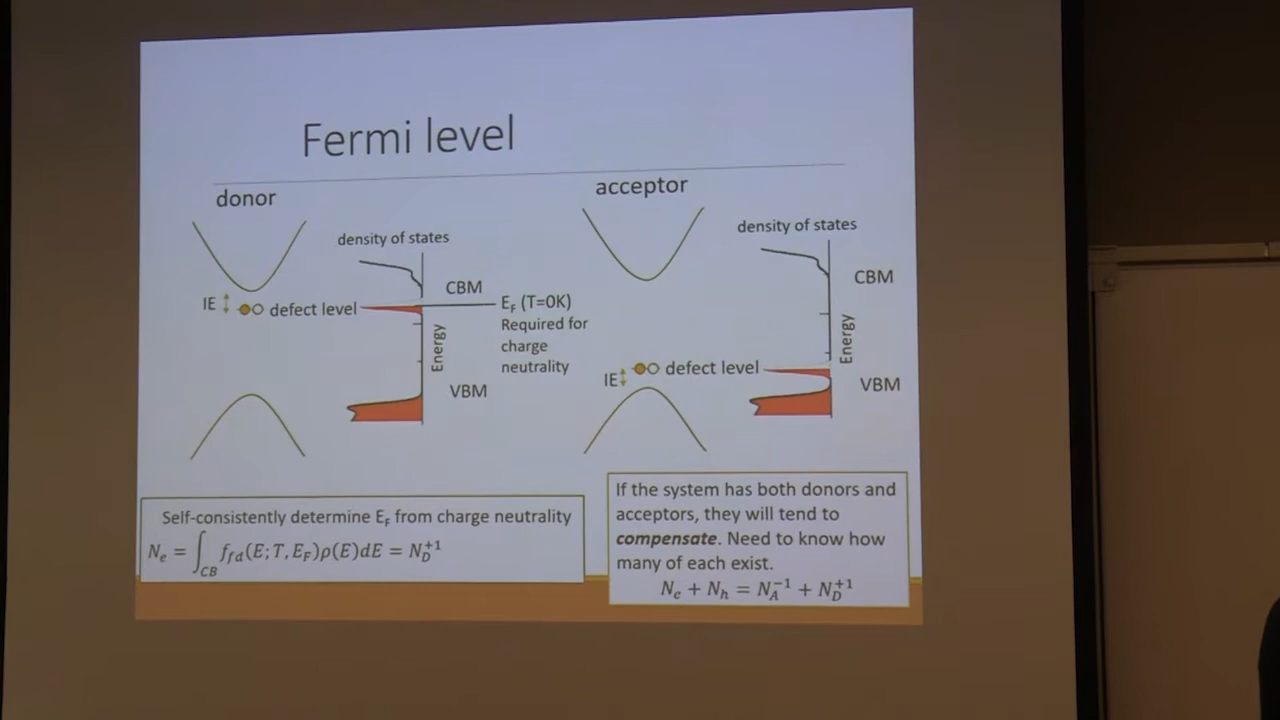 Fermi level
donor
density of states
CBM
IE
defect level
E_F (T=0K)
Required for
charge
neutrality
Energy
VBM
acceptor
density of states
CBM
Energy
IE
defect level
VBM
Self-consistently determine E_F from charge neutrality
N_e = ∫_CB f_fd(E; T, E_F)ρ(E)dE = N_D^+1
If the system has both donors and
acceptors, they will tend to
compensate. Need to know how
many of each exist.
N_e + N_h = N_A^−1 + N_D^+1